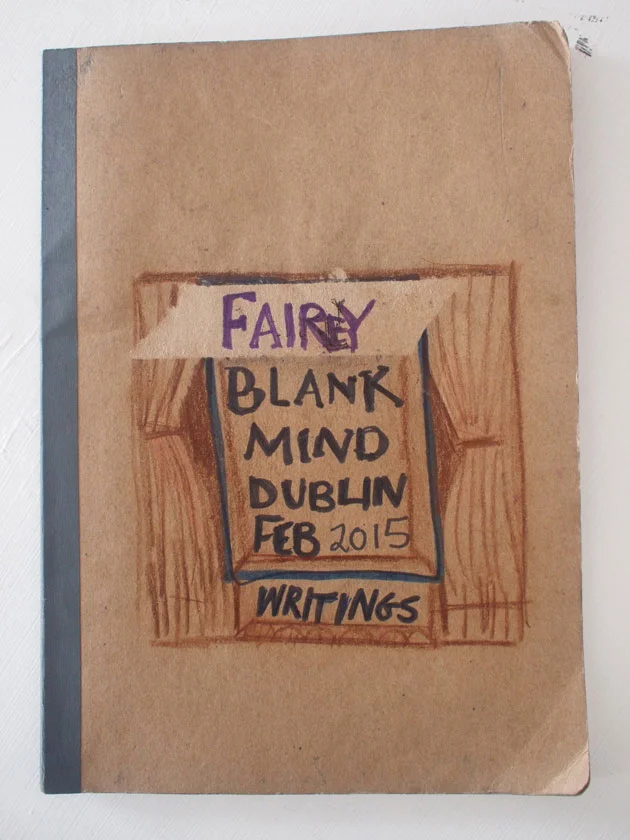 FAIREY
BLANK
MIND
DUBLIN
FEB 2015
WRITINGS